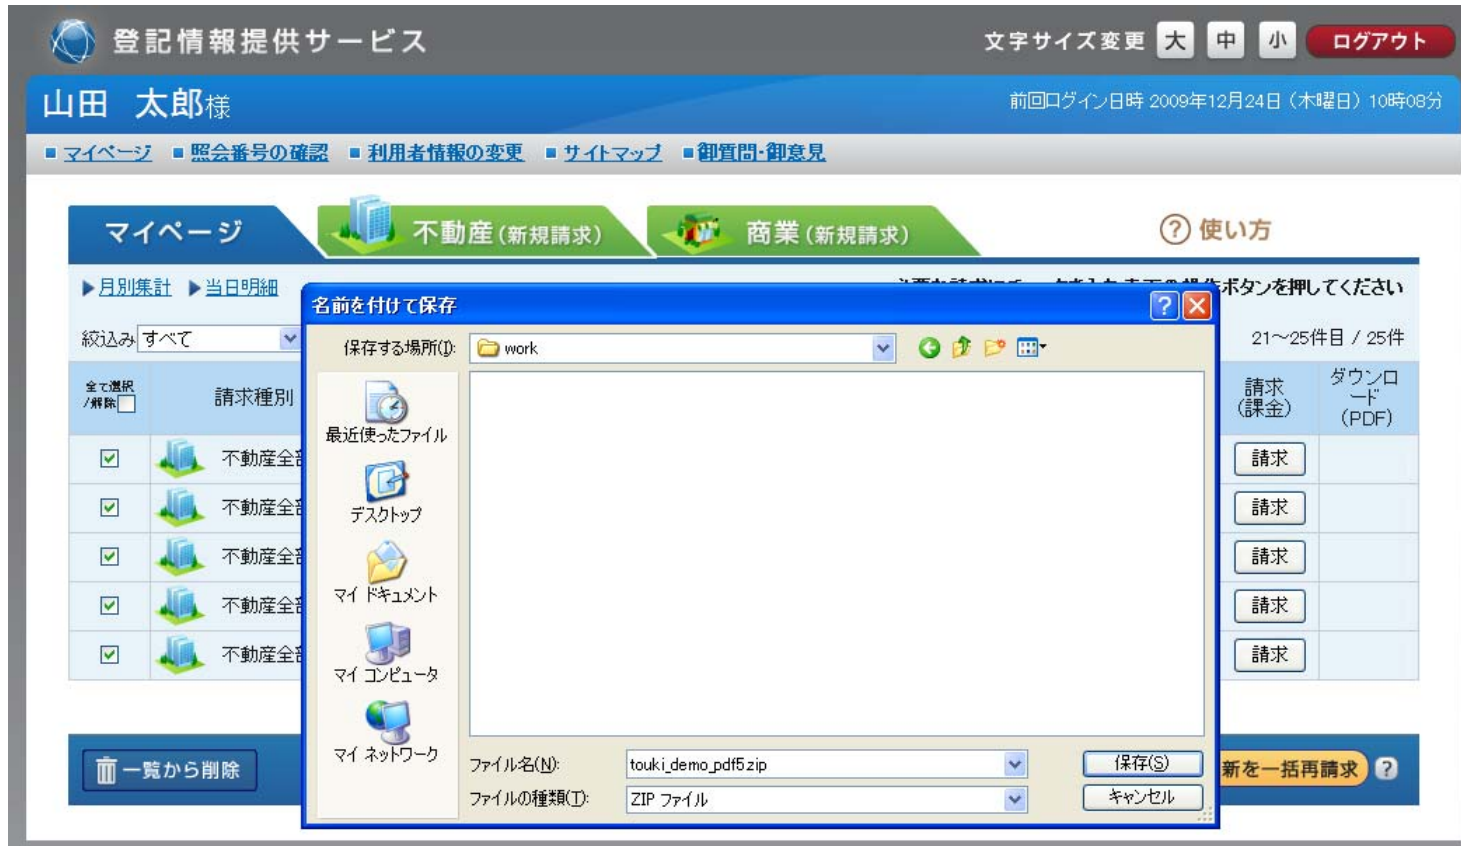 登記情報提供サービス
文字サイズ変更 大 中 小 ログアウト
山田 太郎様
前回ログイン日時 2009年12月24日（木曜日）10時08分
マイページ 照会番号の確認 利用者情報の変更 サイトマップ 御質問・御意見
マイページ 不動産(新規請求) 商業(新規請求) ?使い方
▶月別集計 ▶当日明細
ボタンを押してください
絞込み すべて
21～25件目 / 25件
全て選択
/解除
請求種別
請求
(課金)
ダウンロ
ード
(PDF)
不動産全
請求
不動産全
請求
不動産全
請求
不動産全
請求
不動産全
請求
一覧から削除
新を一括再請求 ?
名前を付けて保存
保存する場所(I):
work
最近使ったファイル
デスクトップ
マイ ドキュメント
マイ コンピュータ
マイ ネットワーク
ファイル名(N): touki_demo_pdf5.zip 保存(S)
ファイルの種類(T): ZIP ファイル キャンセル